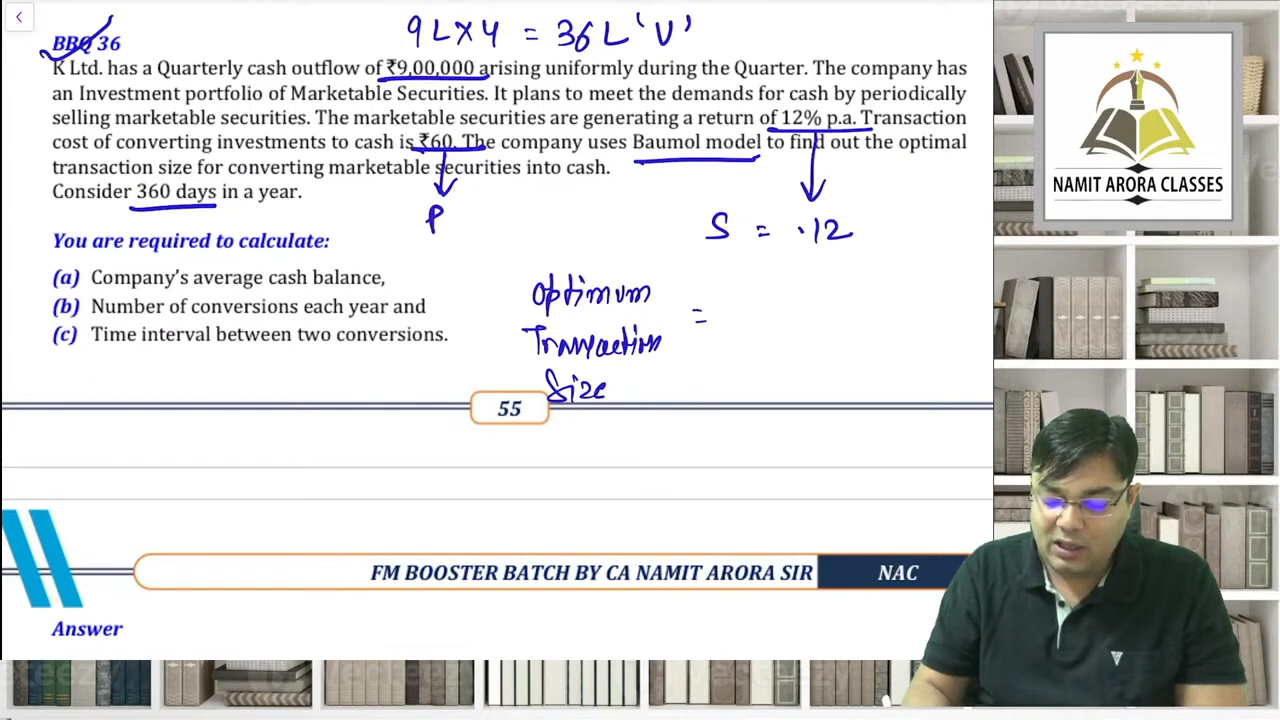 9L × 4 = 36L 'U'
BBQ 36
K Ltd. has a Quarterly cash outflow of ₹9,00,000 arising uniformly during the Quarter. The company has
an Investment portfolio of Marketable Securities. It plans to meet the demands for cash by periodically
selling marketable securities. The marketable securities are generating a return of 12% p.a. Transaction
cost of converting investments to cash is ₹60. The company uses Baumol model to find out the optimal
transaction size for converting marketable securities into cash.
Consider 360 days in a year.
P
S = .12
You are required to calculate:
(a) Company's average cash balance,
(b) Number of conversions each year and
(c) Time interval between two conversions.
Optimum
Transaction
Size
=
55
FM BOOSTER BATCH BY CA NAMIT ARORA SIR NAC
Answer
NAMIT ARORA CLASSES